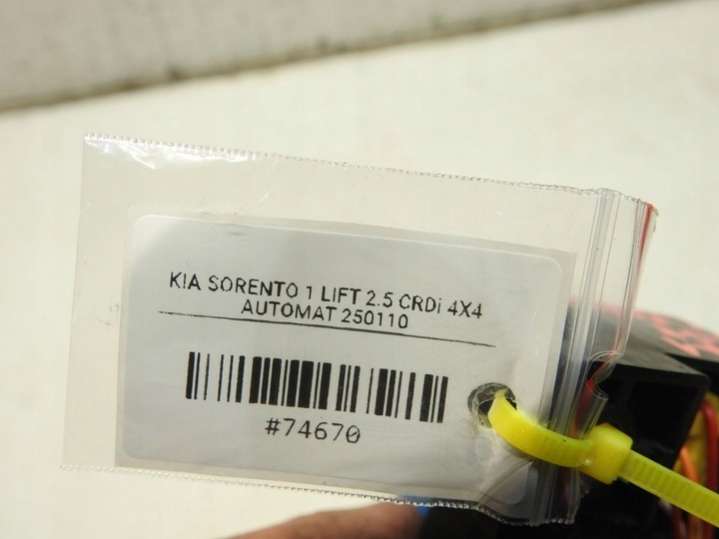 KIA SORENTO 1 LIFT 2.5 CRDi 4X4
AUTOMAT 250110
#74670